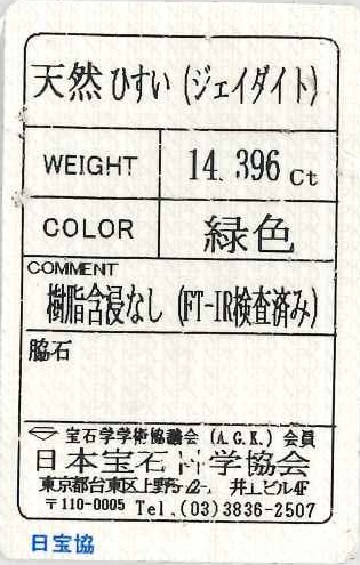 天然ひすい (ジェイダイト)
WEIGHT 14.396 Ct
COLOR 緑色
COMMENT
樹脂含浸なし (FT-IR検査済み)
脇石
宝石学学術協議会 (A.G.K.) 会員
日本宝石科学協会
東京都台東区上野5 井上ビル4F
〒110-0005 Tel.(03)3836-2507
日宝協